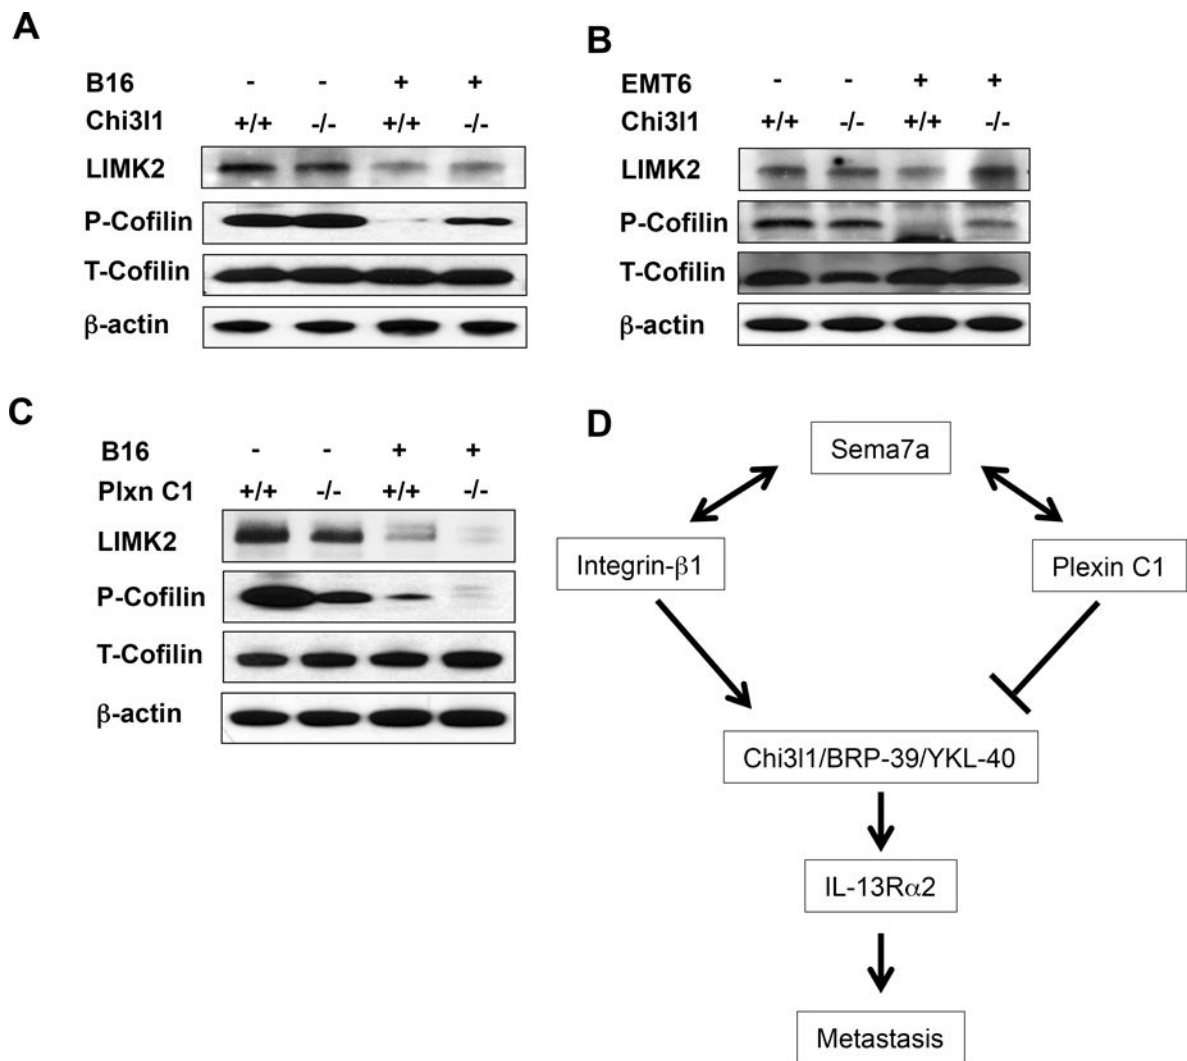 A
B16 - - + +
Chi3l1 +/+ -/- +/+ -/-
LIMK2
P-Cofilin
T-Cofilin
β-actin
B
EMT6 - - + +
Chi3l1 +/+ -/- +/+ -/-
LIMK2
P-Cofilin
T-Cofilin
β-actin
C
B16 - - + +
Plxn C1 +/+ -/- +/+ -/-
LIMK2
P-Cofilin
T-Cofilin
β-actin
D
Sema7a
Integrin-β1
Plexin C1
Chi3l1/BRP-39/YKL-40
IL-13Rα2
Metastasis